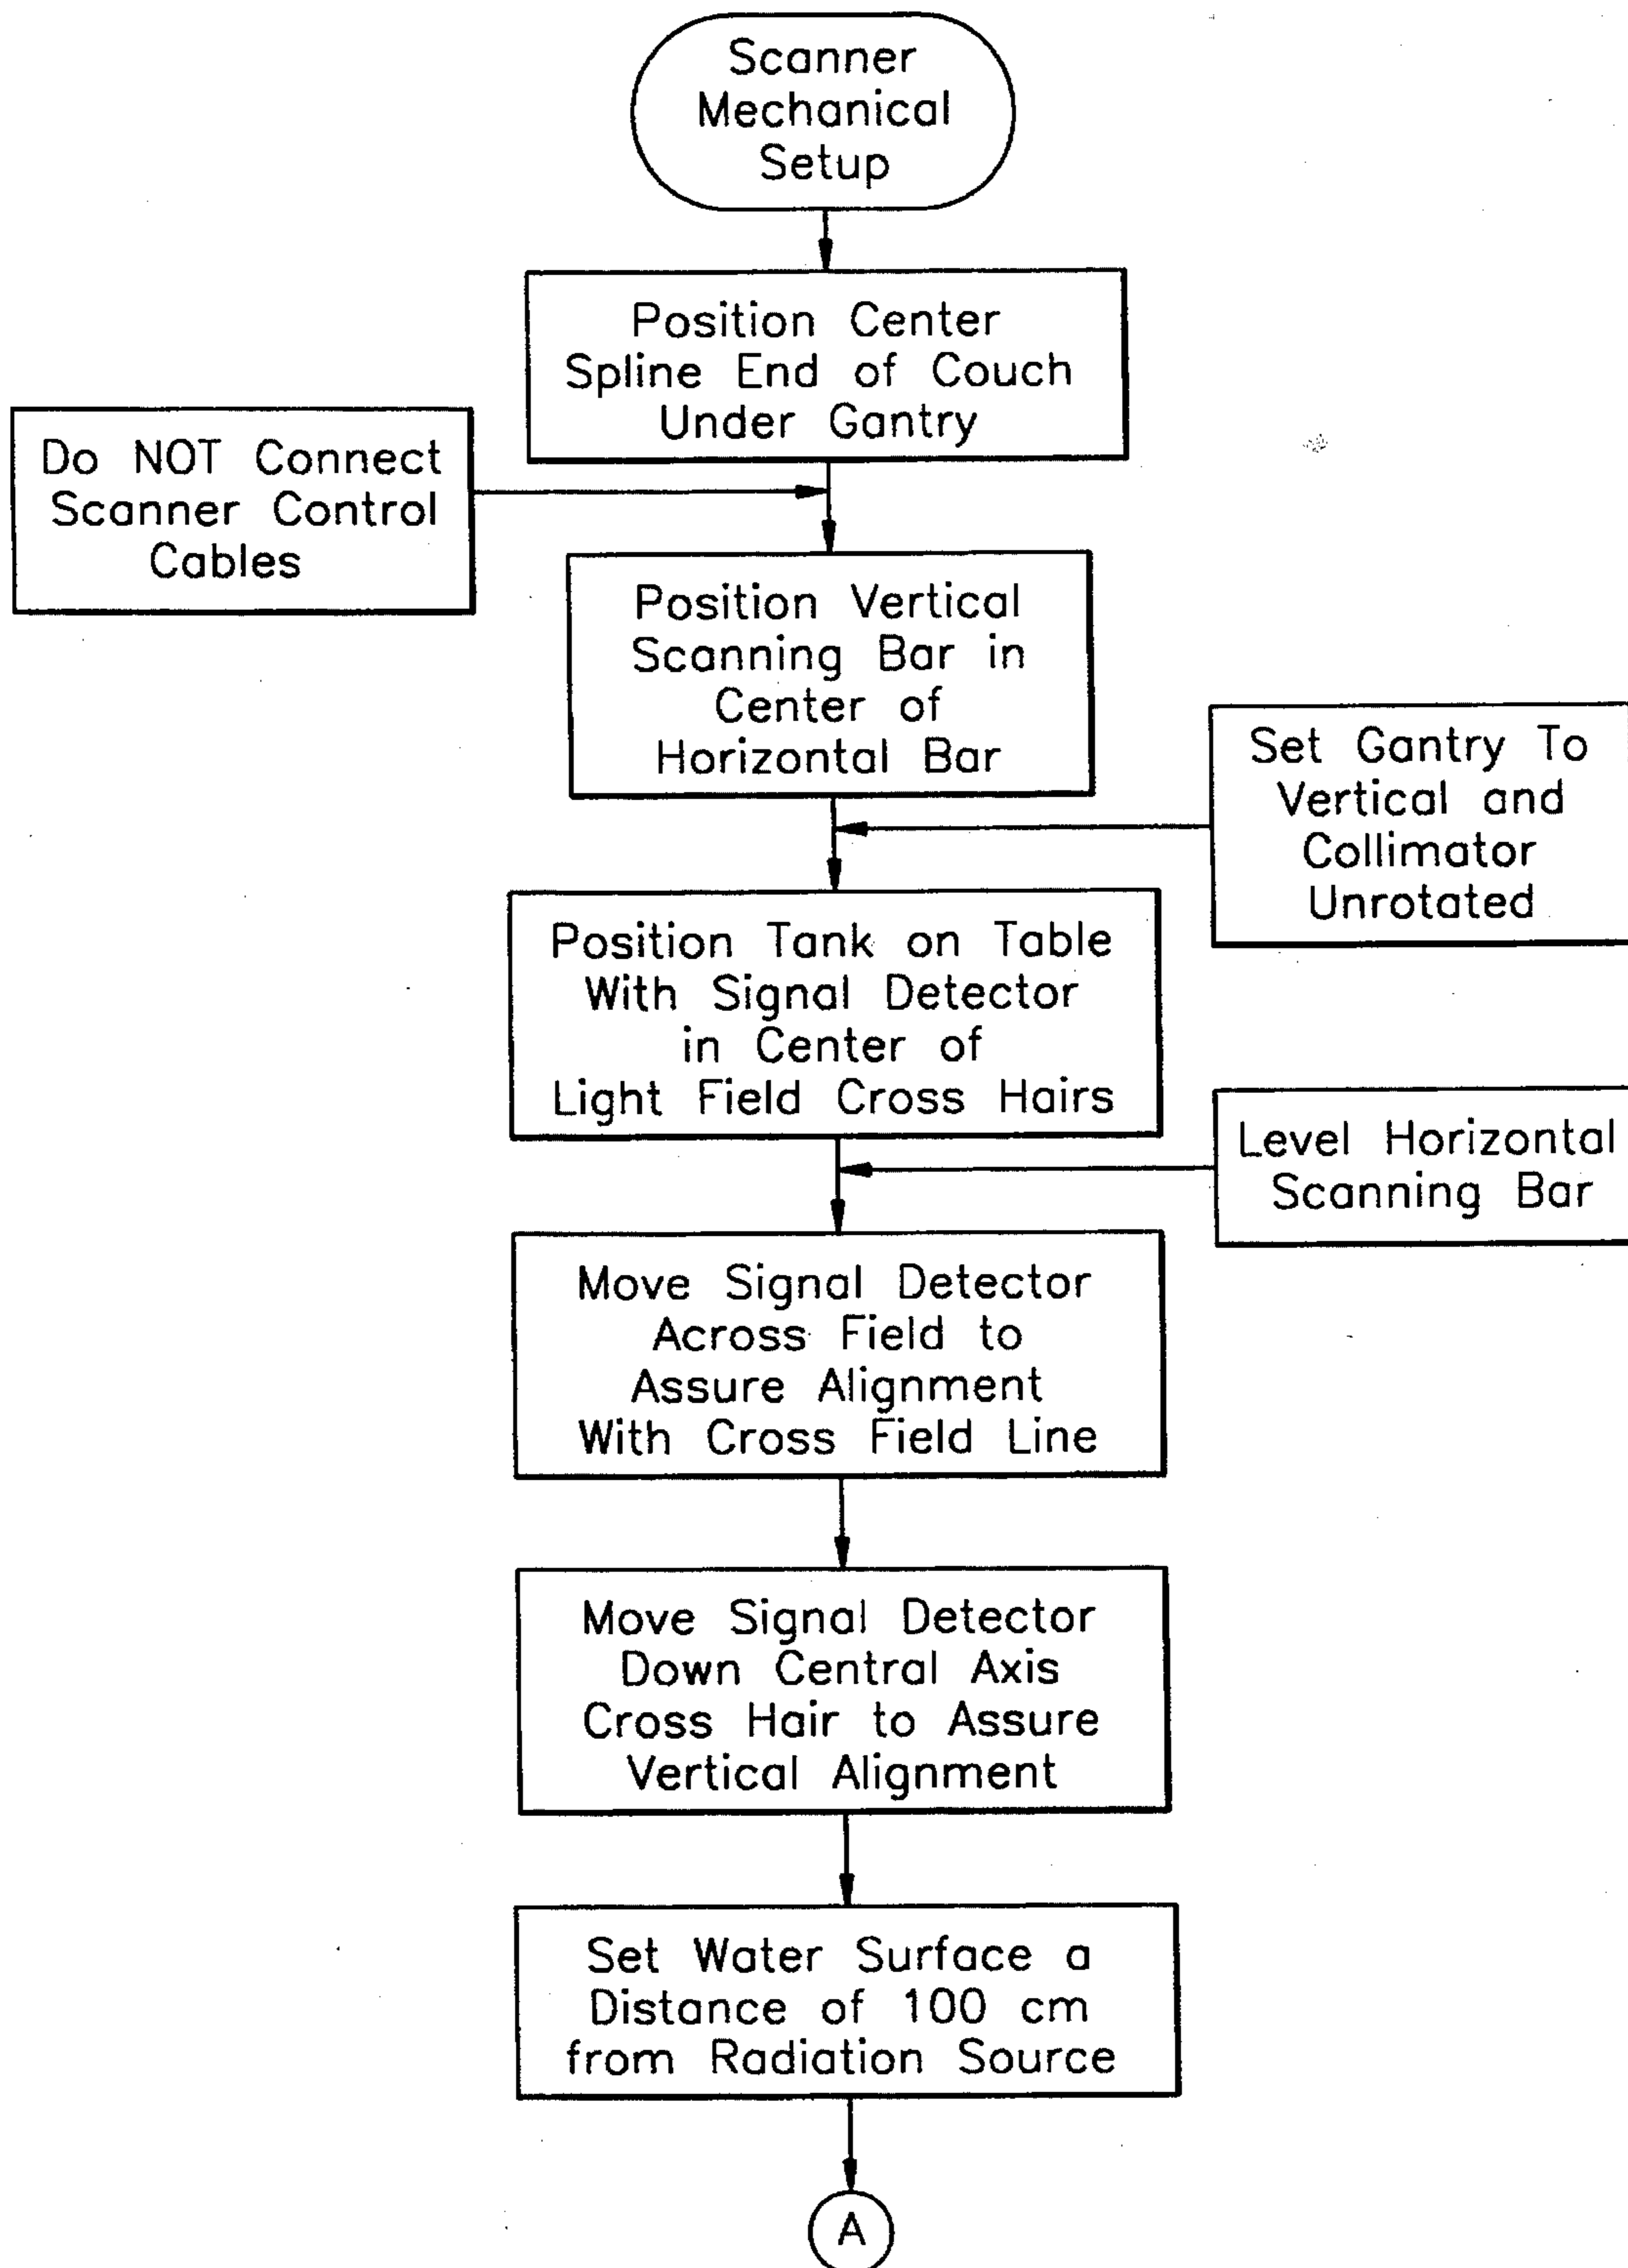 Scanner
Mechanical
Setup
Position Center
Spline End of Couch
Under Gantry
Do NOT Connect
Scanner Control
Cables
Position Vertical
Scanning Bar in
Center of
Horizontal Bar
Set Gantry To
Vertical and
Collimator
Unrotated
Position Tank on Table
With Signal Detector
in Center of
Light Field Cross Hairs
Level Horizontal
Scanning Bar
Move Signal Detector
Across Field to
Assure Alignment
With Cross Field Line
Move Signal Detector
Down Central Axis
Cross Hair to Assure
Vertical Alignment
Set Water Surface a
Distance of 100 cm
from Radiation Source
A